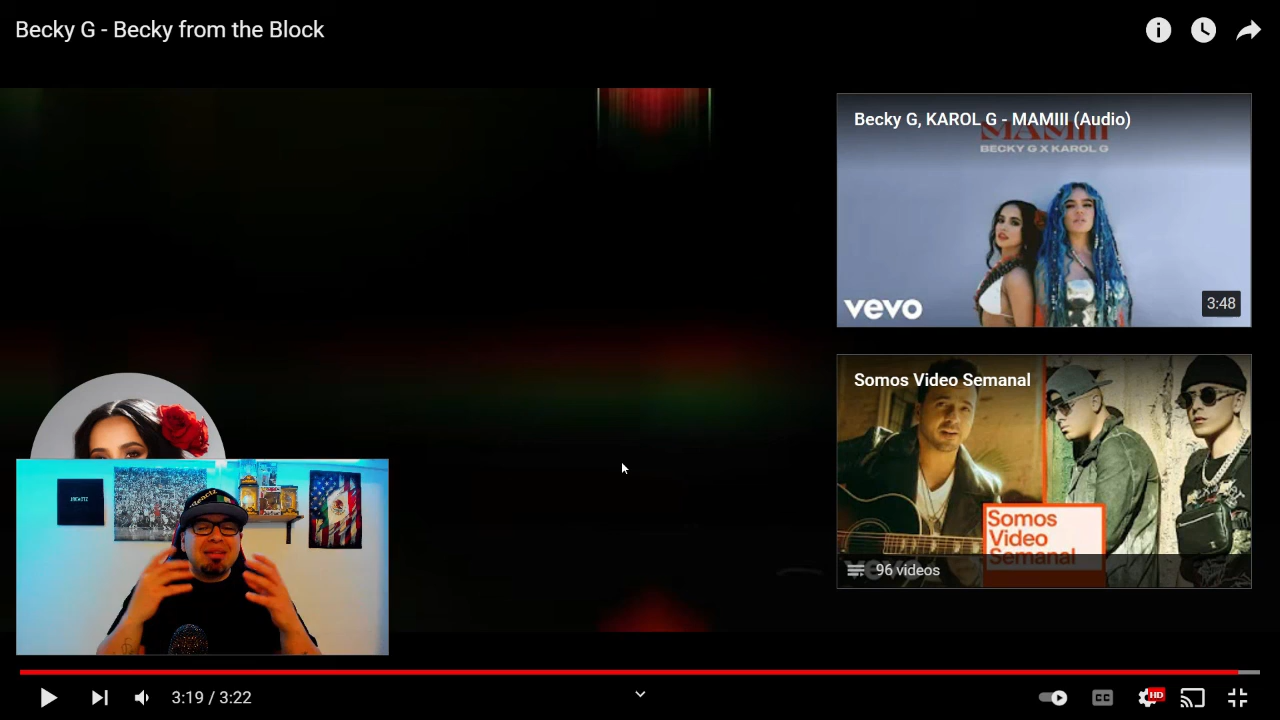 Becky G - Becky from the Block
Becky G, KAROL G - MAMIII (Audio)
MAMIII
BECKY G X KAROL G
vevo
3:48
Somos Video Semanal
Somos
Video
Semanal
96 videos
3:19 / 3:22
CC
HD